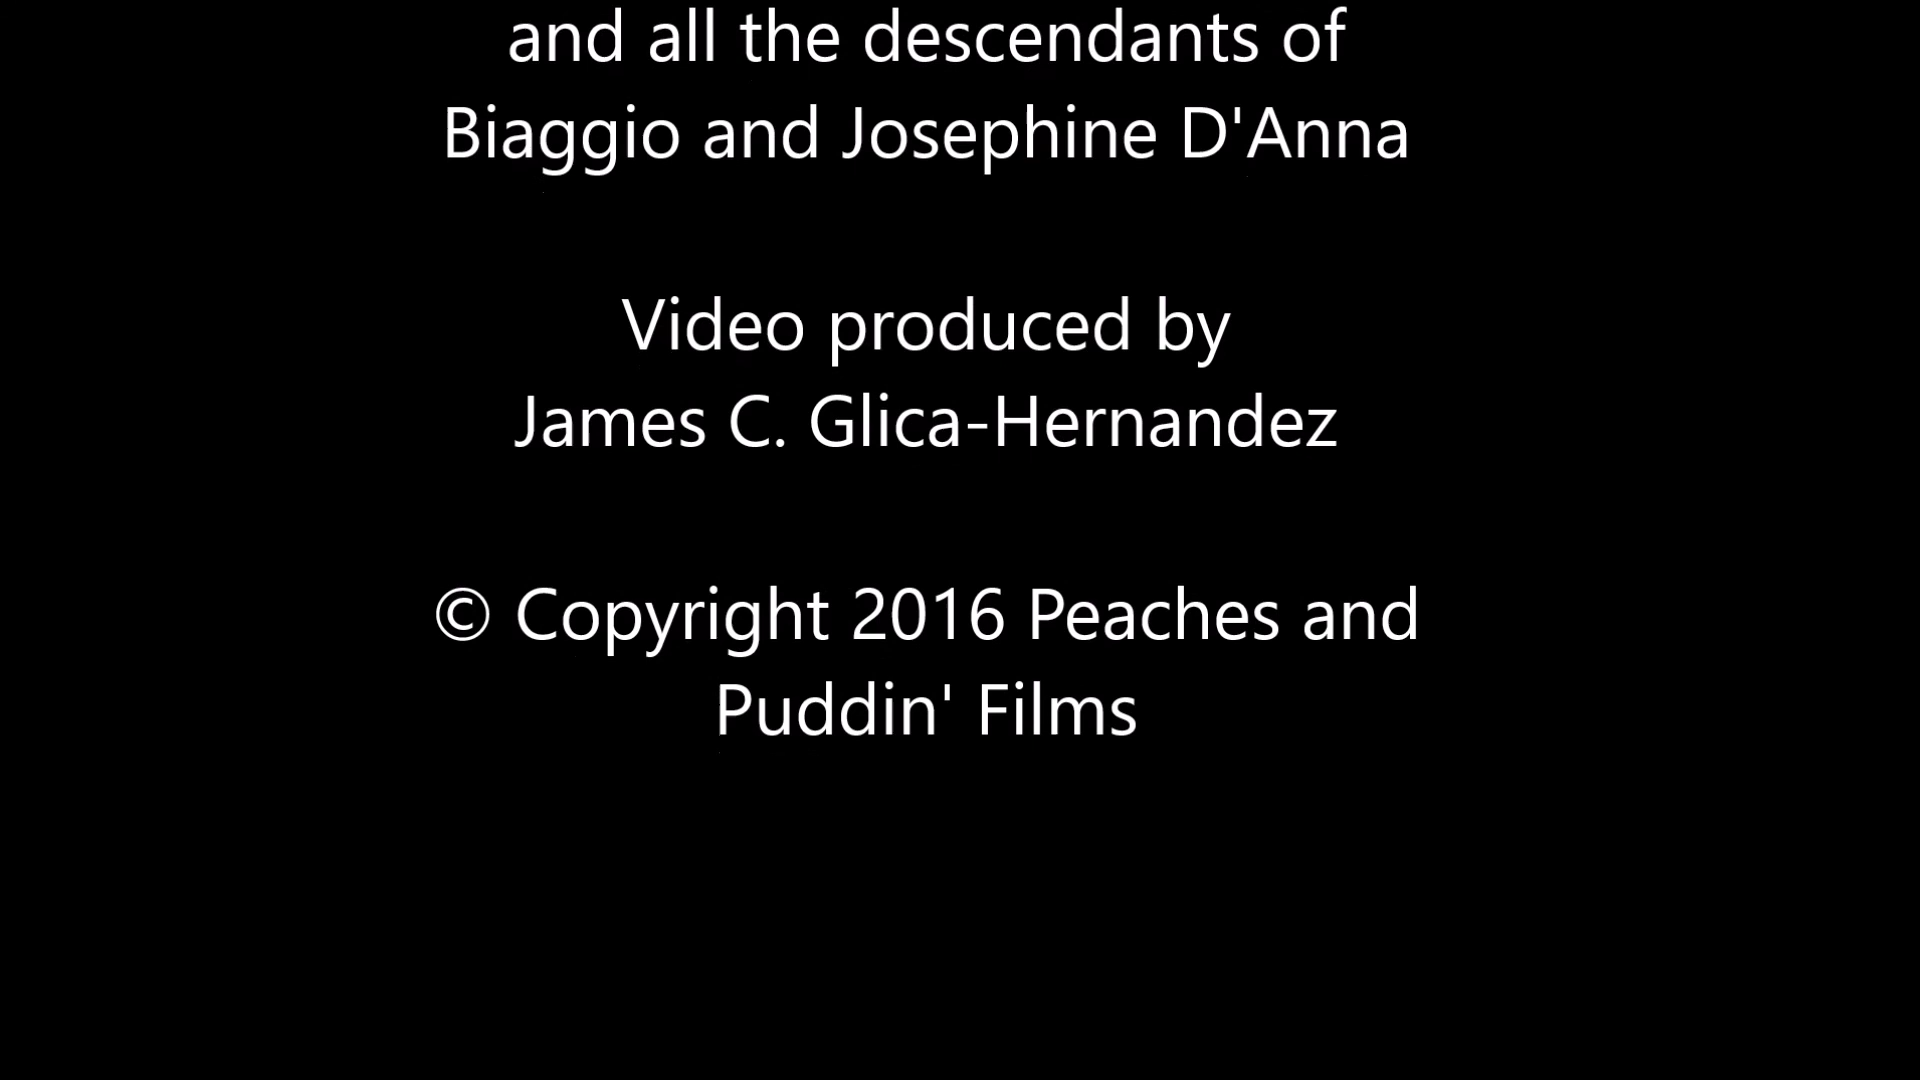 and all the descendants of
Biaggio and Josephine D'Anna
Video produced by
James C. Glica-Hernandez
© Copyright 2016 Peaches and
Puddin' Films